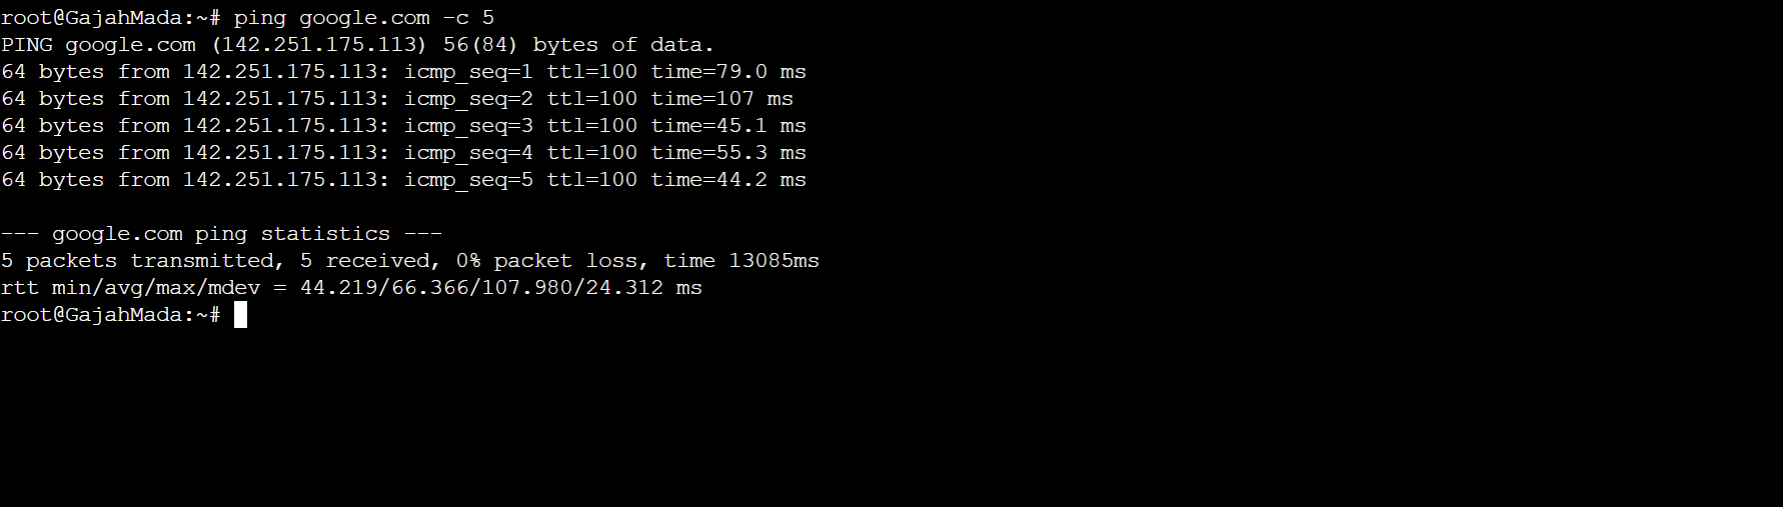 root@GajahMada:~# ping google.com -c 5
PING google.com (142.251.175.113) 56(84) bytes of data.
64 bytes from 142.251.175.113: icmp_seq=1 ttl=100 time=79.0 ms
64 bytes from 142.251.175.113: icmp_seq=2 ttl=100 time=107 ms
64 bytes from 142.251.175.113: icmp_seq=3 ttl=100 time=45.1 ms
64 bytes from 142.251.175.113: icmp_seq=4 ttl=100 time=55.3 ms
64 bytes from 142.251.175.113: icmp_seq=5 ttl=100 time=44.2 ms
--- google.com ping statistics ---
5 packets transmitted, 5 received, 0% packet loss, time 13085ms
rtt min/avg/max/mdev = 44.219/66.366/107.980/24.312 ms
root@GajahMada:~#